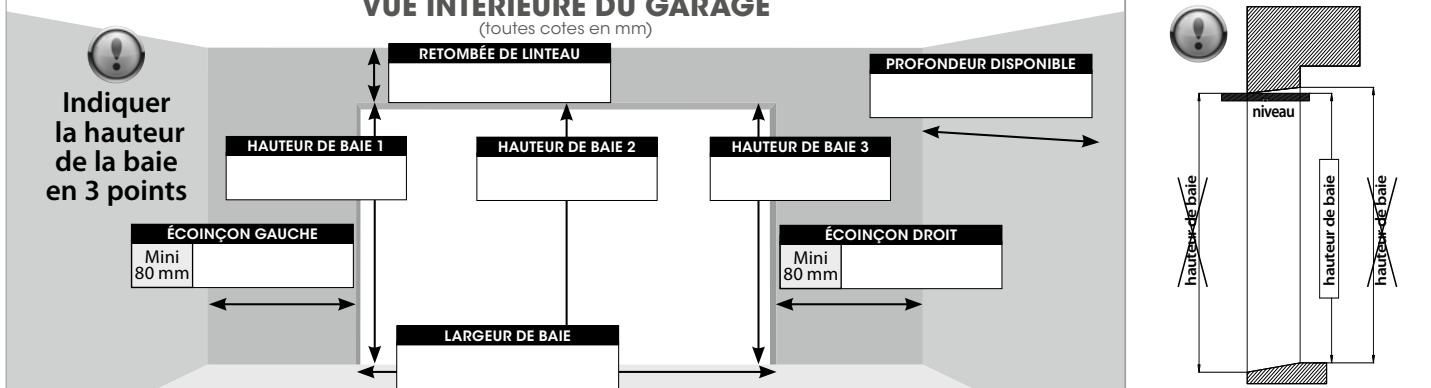 VUE INTÉRIEURE DU GARAGE
(toutes cotes en mm)
Indiquer
la hauteur
de la baie
en 3 points
RETOMBÉE DE LINTEAU
PROFONDEUR DISPONIBLE
HAUTEUR DE BAIE 1
HAUTEUR DE BAIE 2
HAUTEUR DE BAIE 3
ÉCOINÇON GAUCHE
Mini
80 mm
ÉCOINÇON DROIT
Mini
80 mm
LARGEUR DE BAIE
niveau
hauteur de baie
hauteur de baie
hauteur de baie